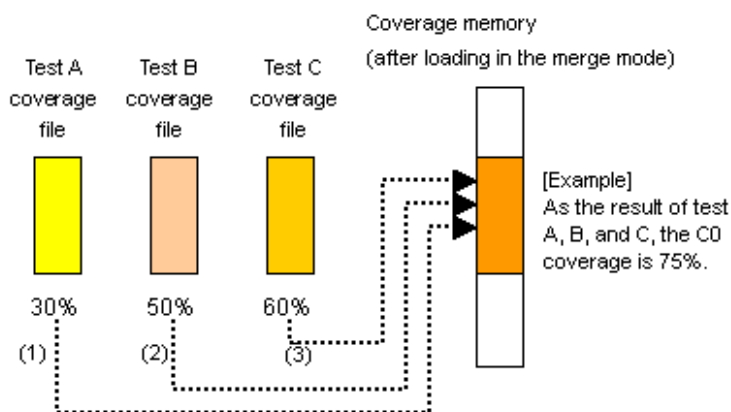 Coverage memory
(after loading in the merge mode)
Test A
coverage
file
Test B
coverage
file
Test C
coverage
file
[Example]
As the result of test
A, B, and C, the C0
coverage is 75%.
30%
50%
60%
(1)
(2)
(3)